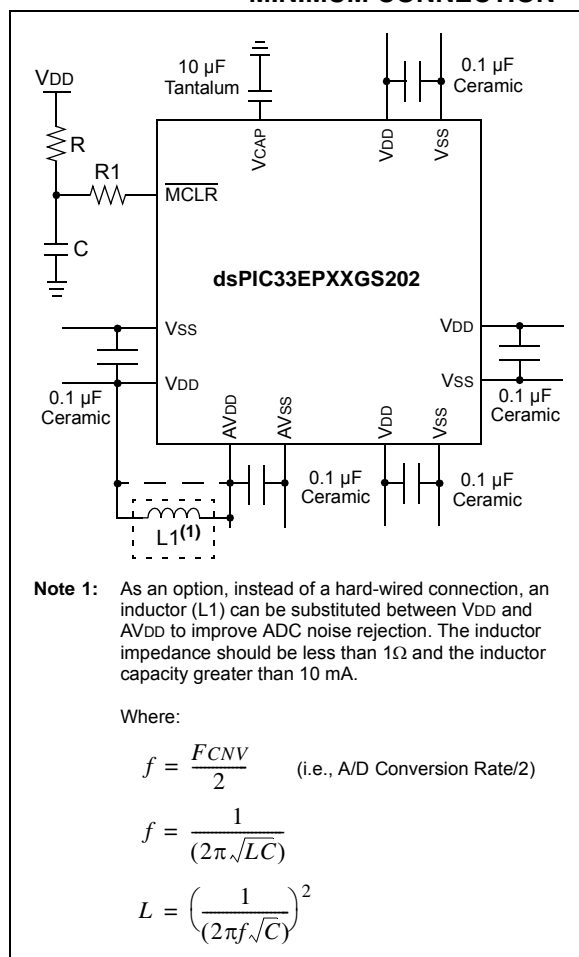 MINIMUM CONNECTION
10 µF
Tantalum
0.1 µF
Ceramic
VDD
R
R1
C
VCAP
VDD
VSS
MCLR
dsPIC33EPXXGS202
VSS
VDD
VDD
VSS
0.1 µF
Ceramic
0.1 µF
Ceramic
AVDD
AVSS
VDD
VSS
0.1 µF
Ceramic
0.1 µF
Ceramic
L1(1)
Note 1: As an option, instead of a hard-wired connection, an
inductor (L1) can be substituted between VDD and
AVDD to improve ADC noise rejection. The inductor
impedance should be less than 1Ω and the inductor
capacity greater than 10 mA.
Where:
f = FCNV / 2 (i.e., A/D Conversion Rate/2)
f = 1 / (2π√LC)
L = (1 / (2πf√C))²